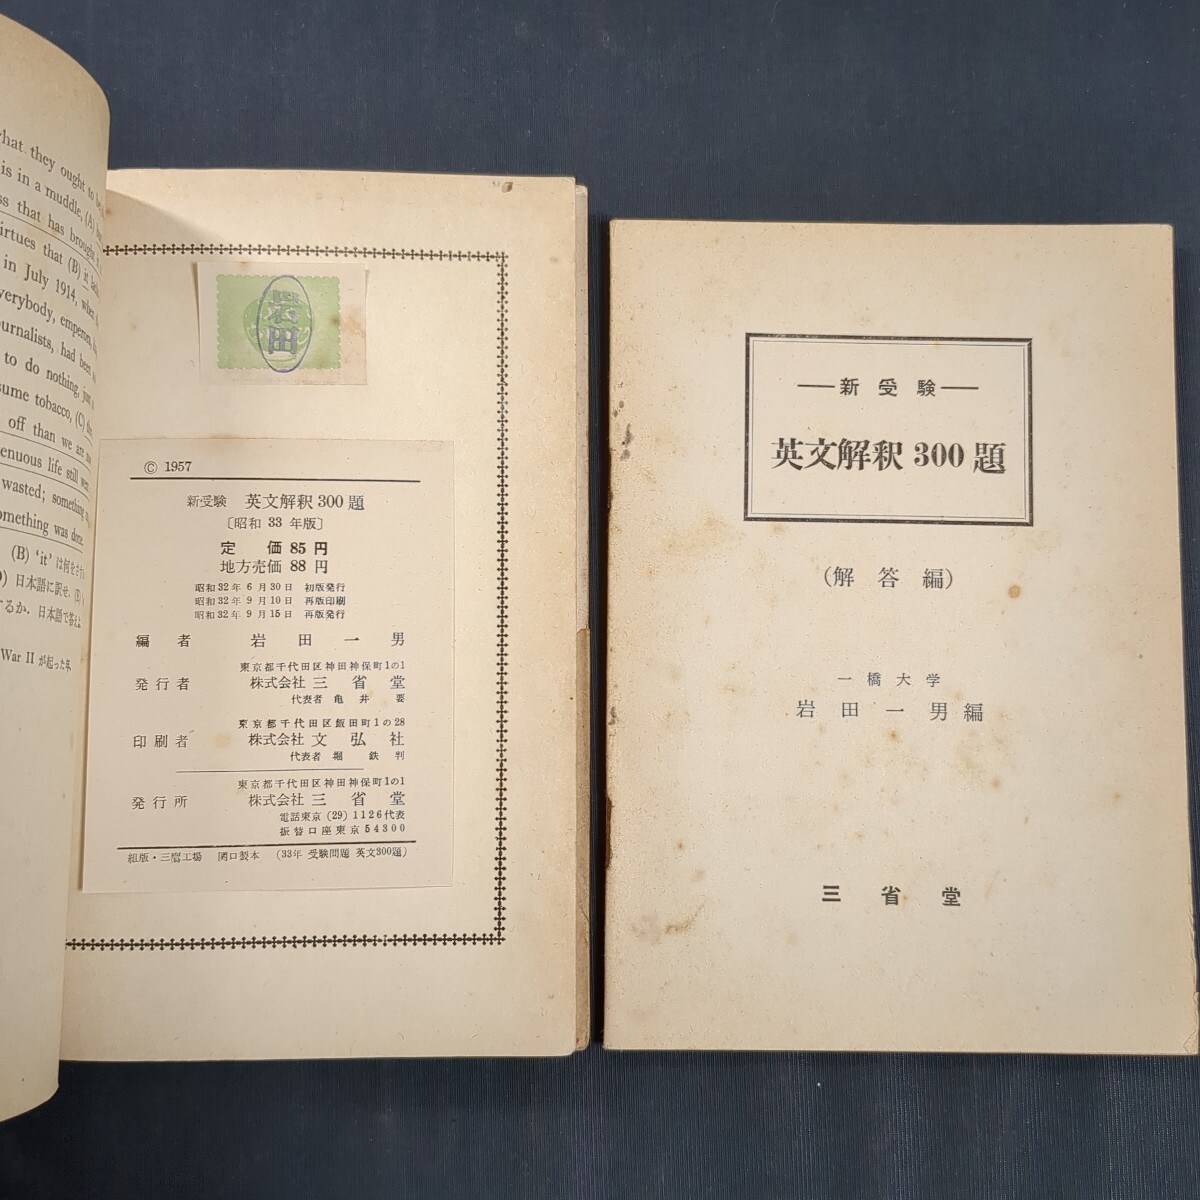 what they ought to be
is in a muddle, (A)
ss that has brought
irtues that (B) it
in July 1914, when
verybody, emperors,
urnalists, had been
to do nothing, just
sume tobacco, (C)
off than we are
enuous life still
wasted; something
omething was done.
(B) 'it' は何を
) 日本語に訳せ. (D)
するか. 日本語で答えよ
War II が起った年.
岩田
© 1957
新受験 英文解釈 300 題
〔昭和 33 年版〕
定 価 85 円
地方売価 88 円
昭和32年 6月30日 初版発行
昭和32年 9月10日 再版印刷
昭和32年 9月15日 再版発行
編者 岩田一男
東京都千代田区神田神保町1の1
発行者 株式会社 三省堂
代表者 亀井 要
東京都千代田区飯田町1の28
印刷者 株式会社 文弘社
代表者 堀 鉄判
東京都千代田区神田神保町1の1
発行所 株式会社 三省堂
電話東京 (29) 1126代表
振替口座東京 54300
組版・三鷹工場 関口製本 (33年 受験問題 英文300題)
— 新受験 —
英文解釈 300 題
(解答編)
一橋大学
岩田一男編
三省堂